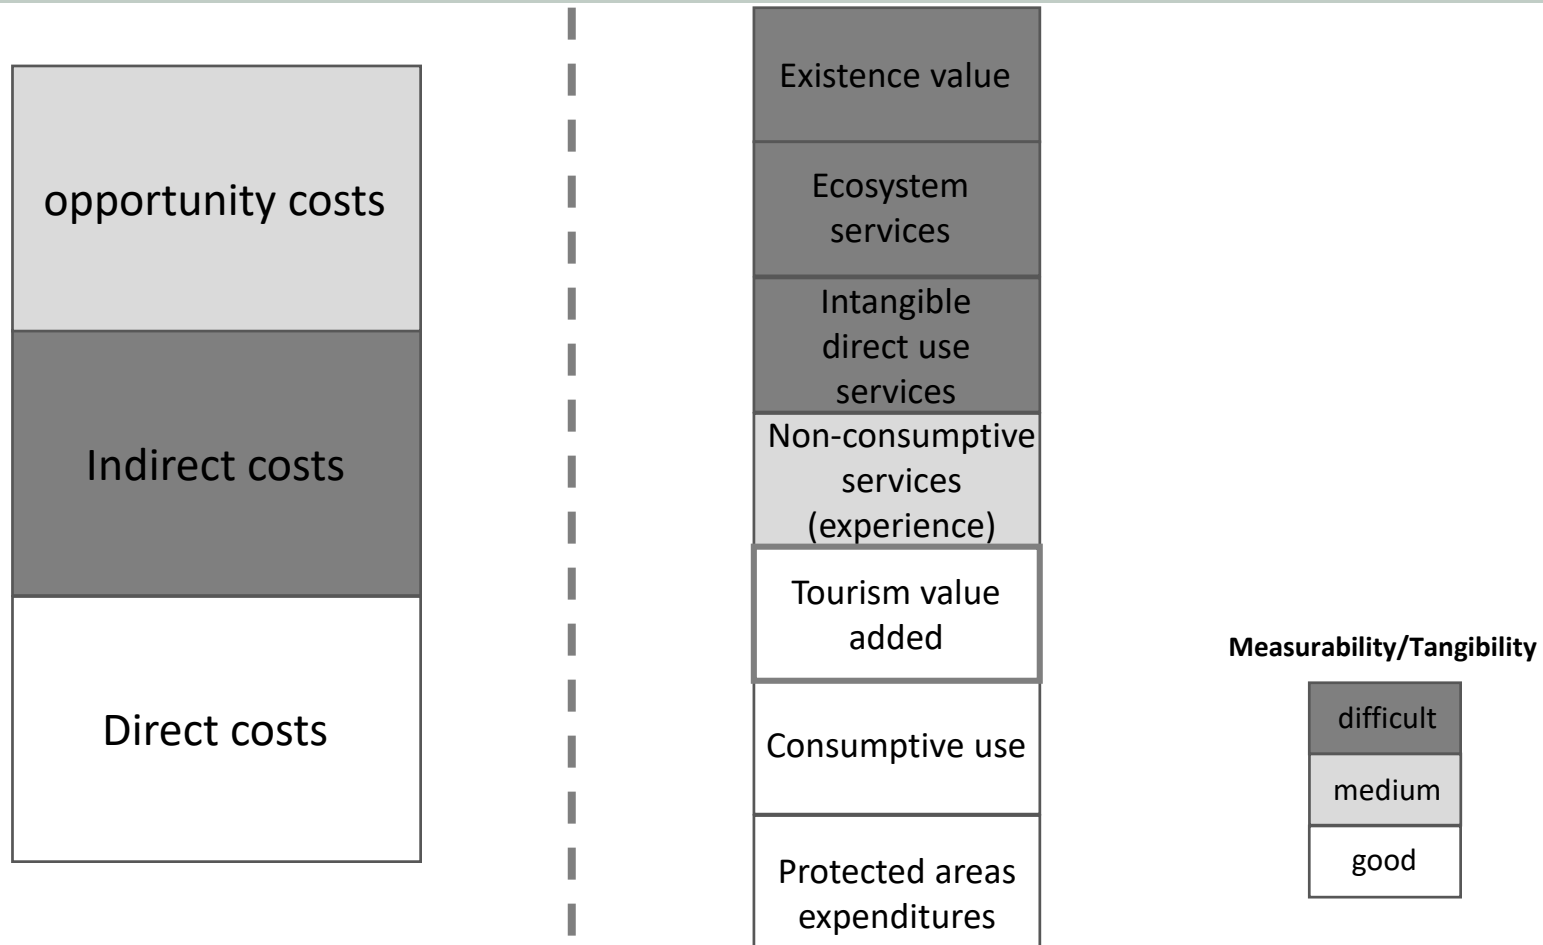 opportunity costs
Indirect costs
Direct costs
Existence value
Ecosystem
services
Intangible
direct use
services
Non-consumptive
services
(experience)
Tourism value
added
Consumptive use
Protected areas
expenditures
Measurability/Tangibility
difficult
medium
good